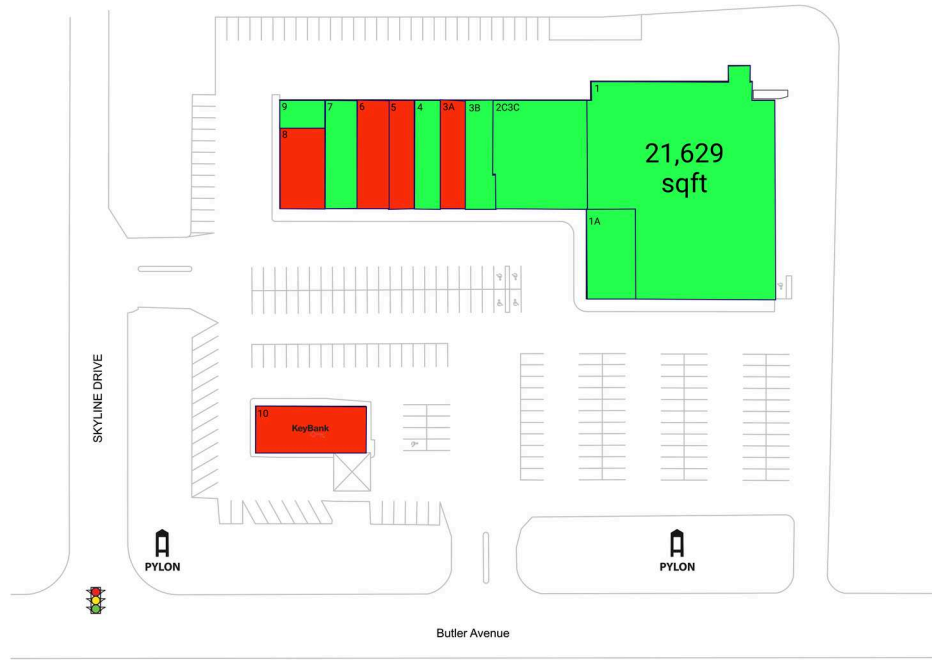 1
9
7
6
5
4
3A
3B
2C3C
8
21,629
sqft
1A
SKYLINE DRIVE
10
KeyBank
PYLON
PYLON
Butler Avenue